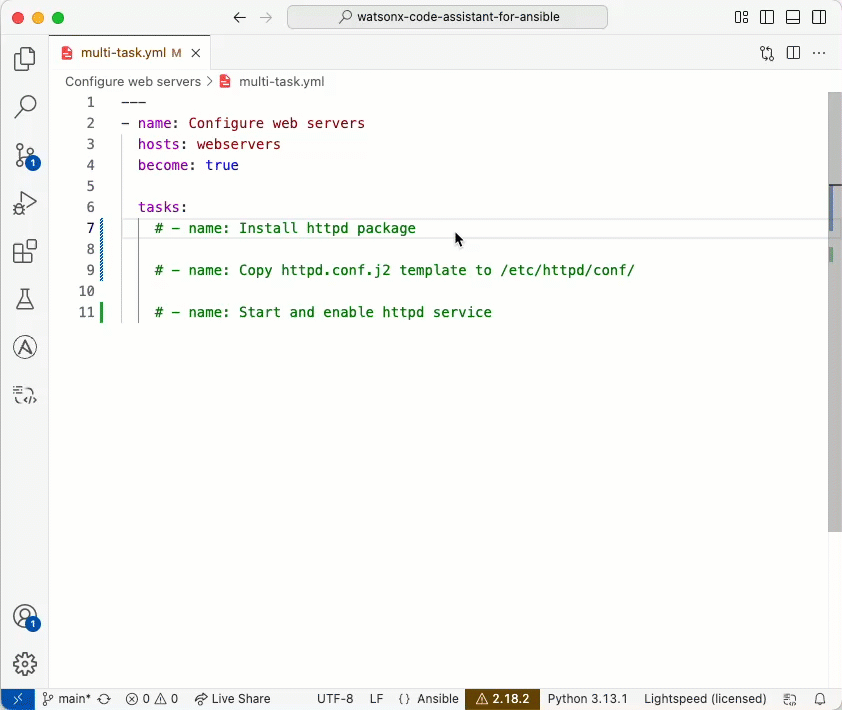 watsonx-code-assistant-for-ansible
multi-task.yml M
Configure web servers > multi-task.yml
1 ---
2 - name: Configure web servers
3 hosts: webservers
4 become: true
5
6 tasks:
7 # - name: Install httpd package
8
9 # - name: Copy httpd.conf.j2 template to /etc/httpd/conf/
10
11 # - name: Start and enable httpd service
1
1
main* 0 0 Live Share UTF-8 LF {} Ansible 2.18.2 Python 3.13.1 Lightspeed (licensed)